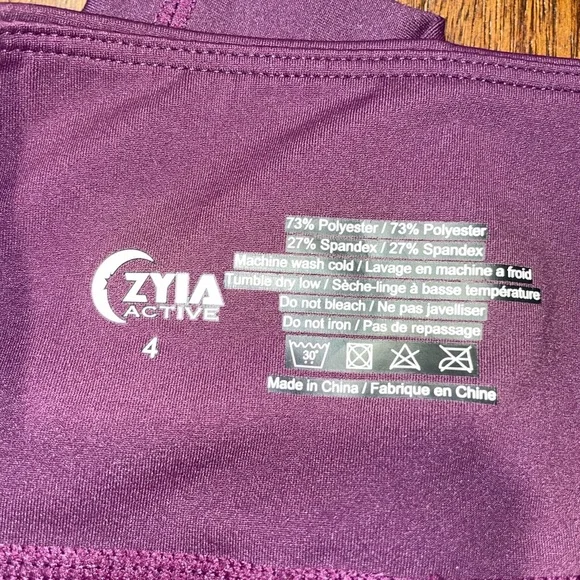 ZYIA
ACTIVE
4
73% Polyester / 73% Polyester
27% Spandex / 27% Spandex
Machine wash cold / Lavage en machine a froid
Tumble dry low / Sèche-linge à basse température
Do not bleach / Ne pas javelliser
Do not iron / Pas de repassage
30°
Made in China / Fabrique en Chine